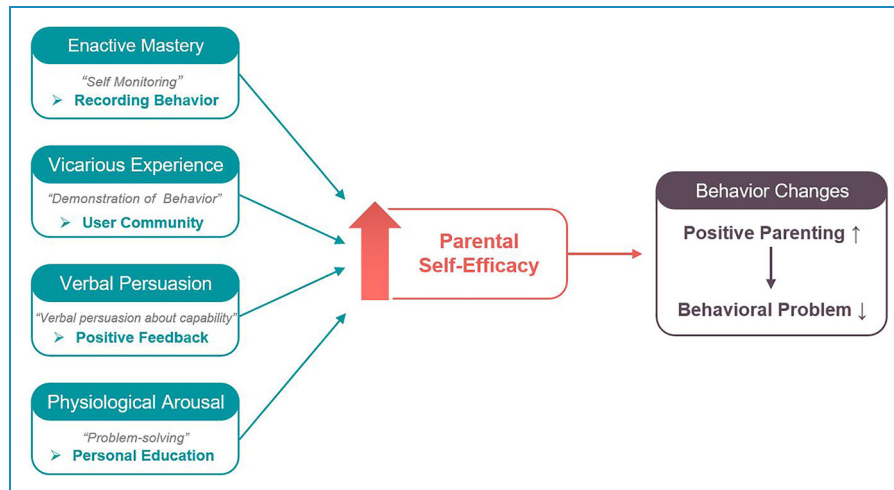 Enactive Mastery
“Self Monitoring”
➢ Recording Behavior
Vicarious Experience
“Demonstration of Behavior”
➢ User Community
Verbal Persuasion
“Verbal persuasion about capability”
➢ Positive Feedback
Physiological Arousal
“Problem-solving”
➢ Personal Education
Parental
Self-Efficacy
Behavior Changes
Positive Parenting ↑
Behavioral Problem ↓